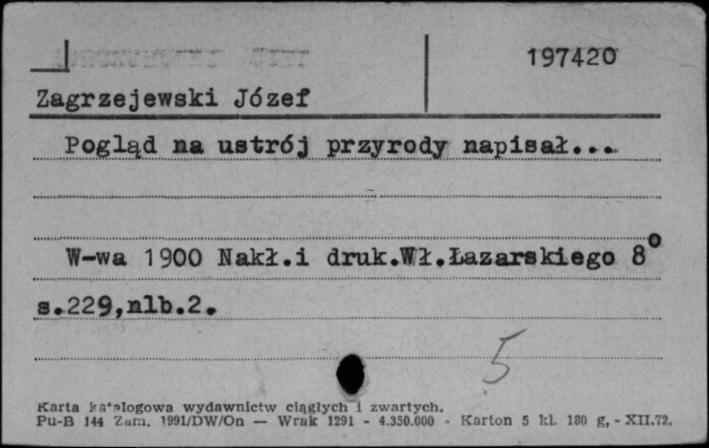 197420
Zagrzejewski Józef
Pogląd na ustrój przyrody napisał...
W-wa 1900 Nakł.i druk.Wł.Łazarskiego 8°
s.229,nlb.2.
5
Karta katalogowa wydawnictw ciągłych i zwartych.
Pu-B 144 Zam. 1991/DW/On — Wrak 1291 - 4.350.000 - Karton 5 kl. 180 g, - XII.72.